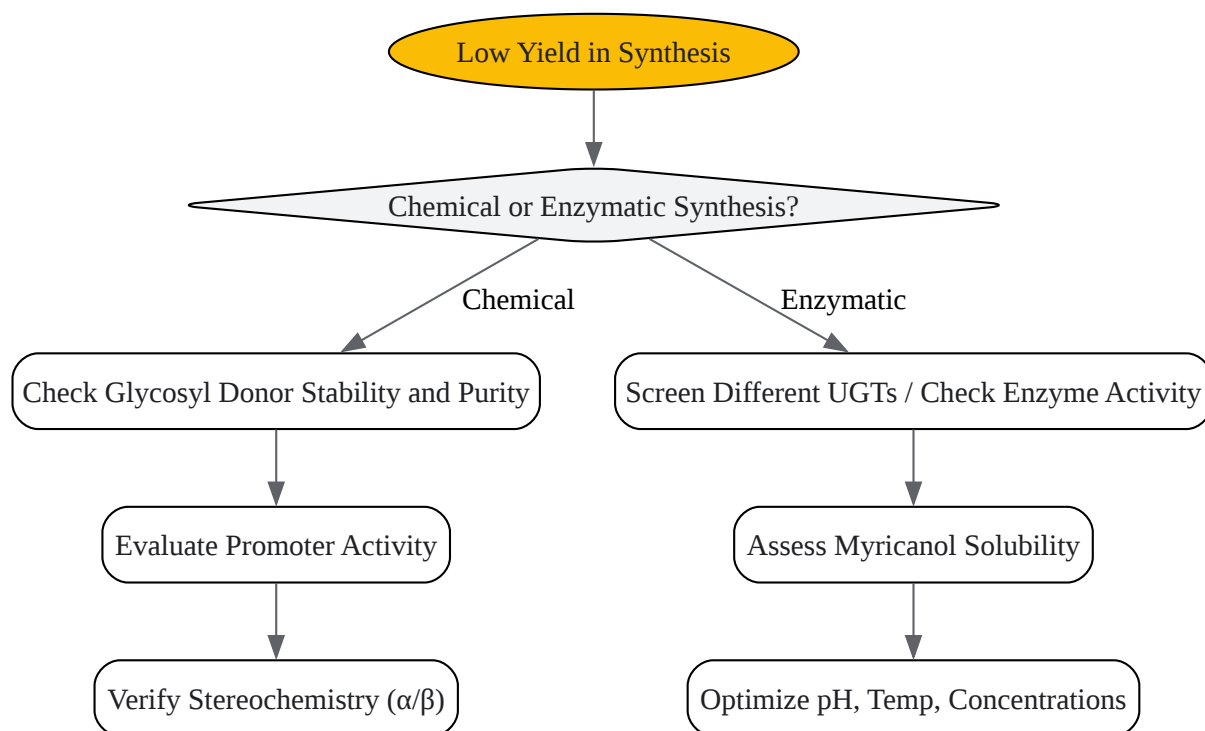 Low Yield in Synthesis
Chemical or Enzymatic Synthesis?
Chemical
Enzymatic
Check Glycosyl Donor Stability and Purity
Screen Different UGTs / Check Enzyme Activity
Evaluate Promoter Activity
Assess Myricanol Solubility
Verify Stereochemistry (α/β)
Optimize pH, Temp, Concentrations